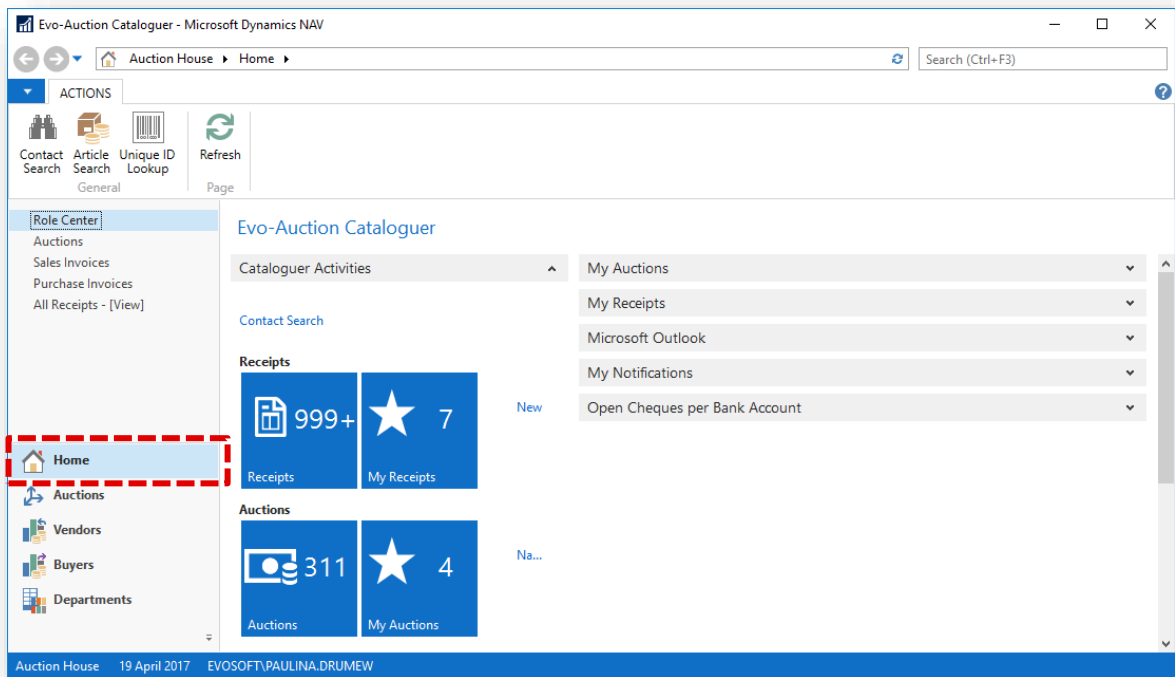 Evo-Auction Cataloguer - Microsoft Dynamics NAV
Auction House
Home
Search (Ctrl+F3)
ACTIONS
Contact Search
Article Search
Unique ID Lookup
Refresh
General
Page
Role Center
Auctions
Sales Invoices
Purchase Invoices
All Receipts - [View]
Home
Auctions
Vendors
Buyers
Departments
Evo-Auction Cataloguer
Cataloguer Activities
Contact Search
Receipts
999+
Receipts
7
My Receipts
New
Auctions
311
Auctions
4
My Auctions
Na...
My Auctions
My Receipts
Microsoft Outlook
My Notifications
Open Cheques per Bank Account
Auction House 19 April 2017 EVOSOFT\PAULINA.DRUMEW